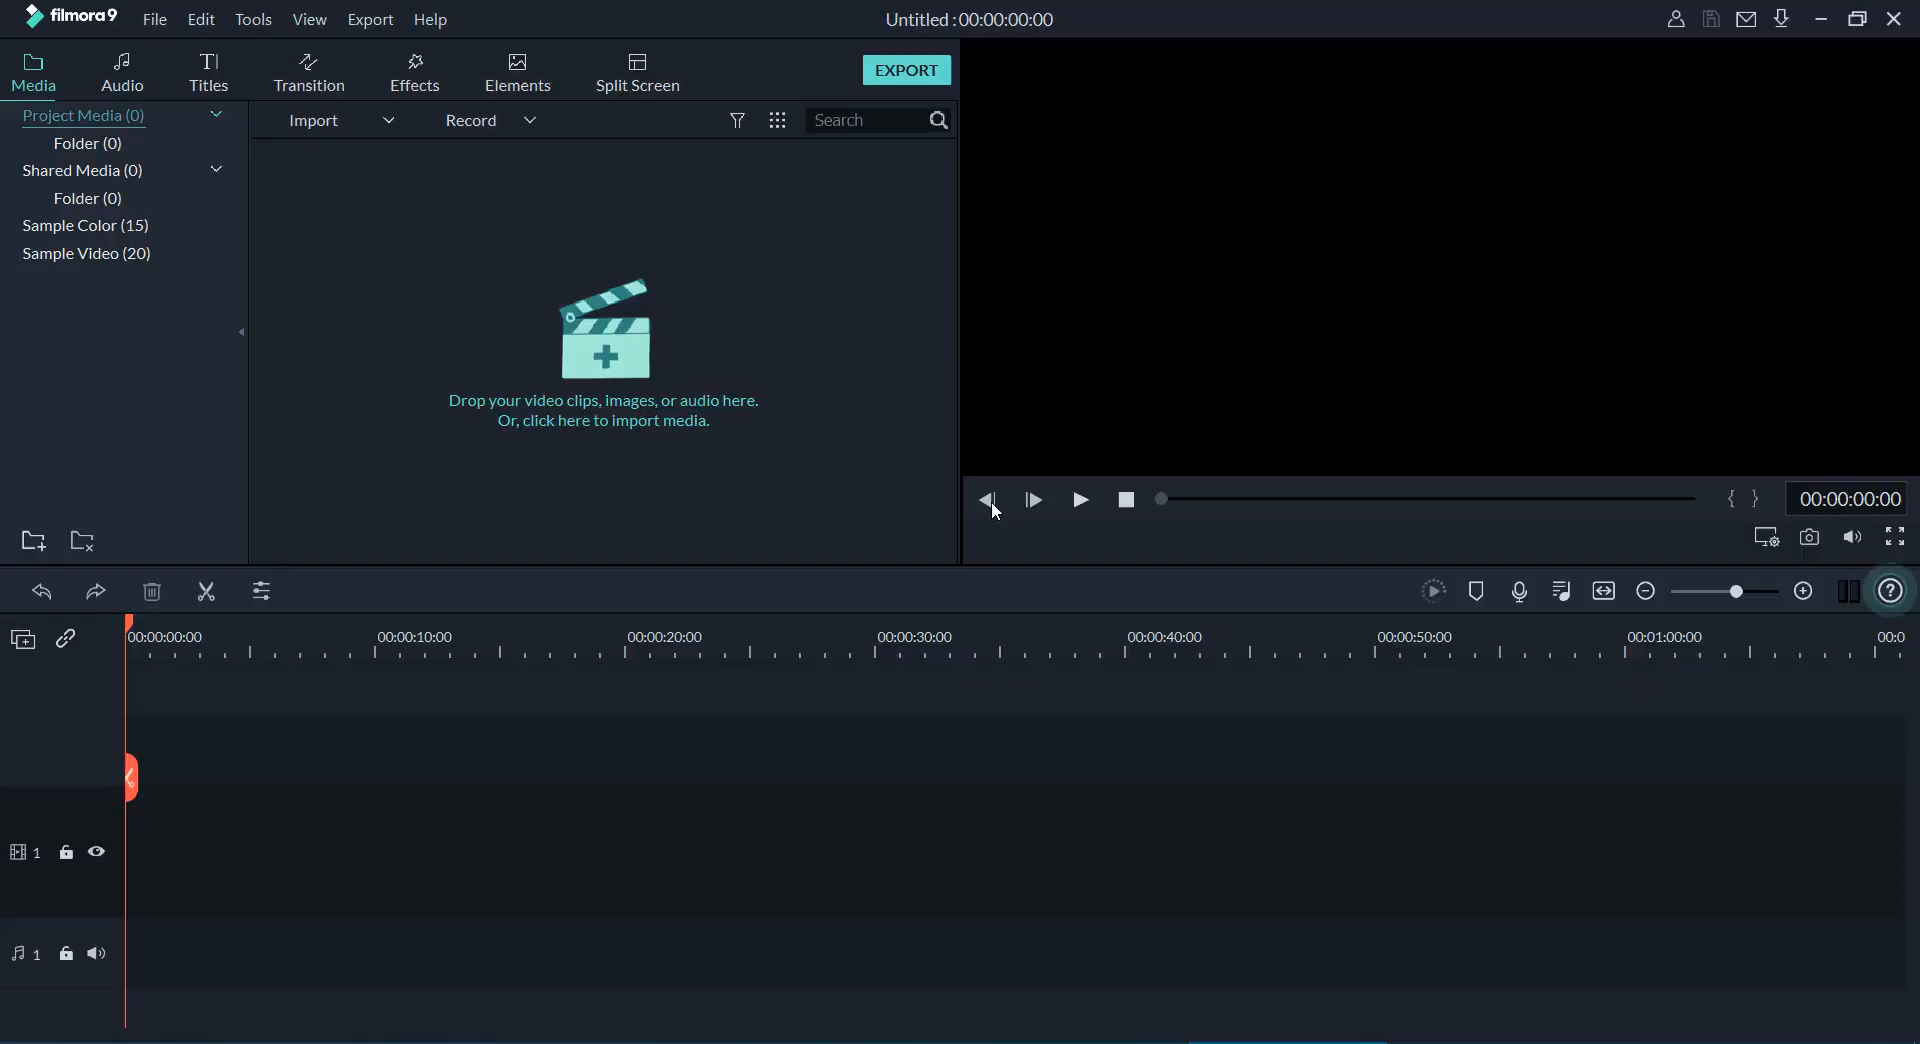 filmora9 File Edit Tools View Export Help Untitled : 00:00:00:00
Media Audio Titles Transition Effects Elements Split Screen EXPORT
Project Media (0)
Folder (0)
Shared Media (0)
Folder (0)
Sample Color (15)
Sample Video (20)
Import Record Search
Drop your video clips, images, or audio here.
Or, click here to import media.
{ } 00:00:00:00
00:00:00:00 00:00:10:00 00:00:20:00 00:00:30:00 00:00:40:00 00:00:50:00 00:01:00:00 00:0
1
1